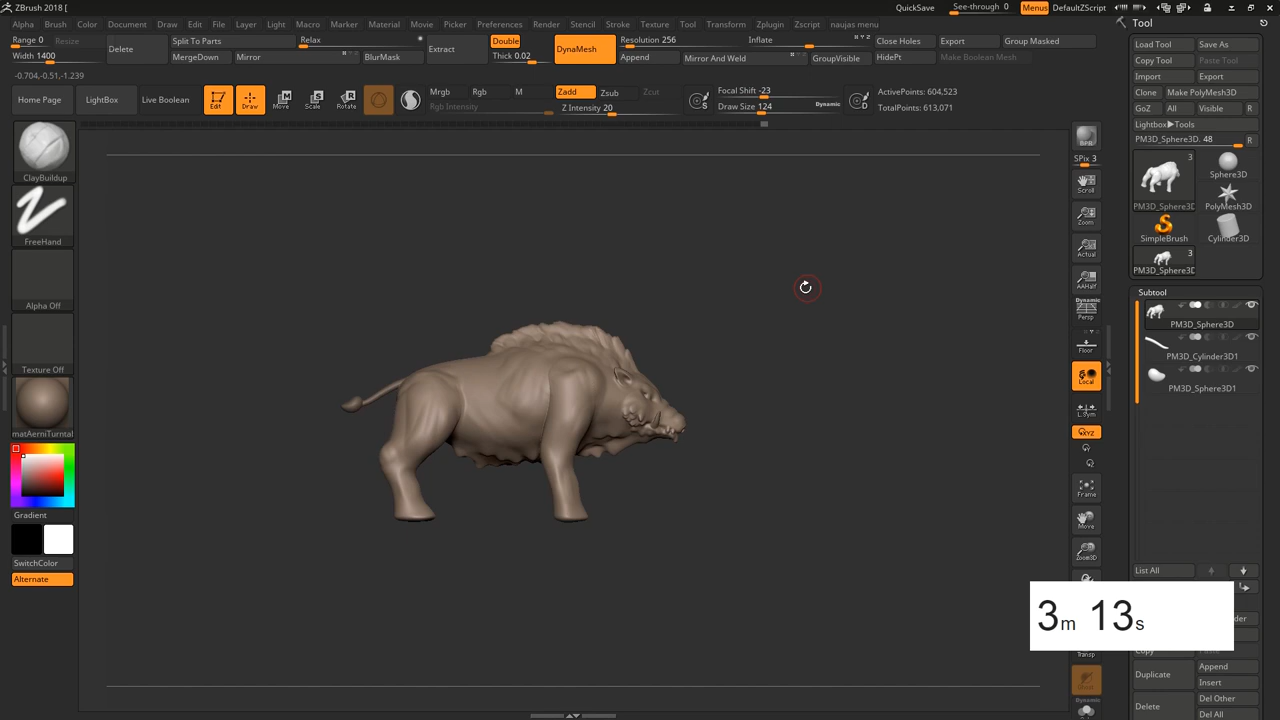 ZBrush 2018 [
QuickSave
See-through 0
Menus
DefaultZScript
Alpha Brush Color Document Draw Edit File Layer Light Macro Marker Material Movie Picker Preferences Render Stencil Stroke Texture Tool Transform Zplugin Zscript naujas menu
Tool
Range 0
Resize
Width 1400
Delete
Split To Parts
MergeDown
Relax
Mirror
BlurMask
Extract
Double
Thick 0.02
DynaMesh
Resolution 256
Append
Inflate
Mirror And Weld
GroupVisible
Close Holes
HidePt
Export
Group Masked
Make Boolean Mesh
-0.704,-0.51,-1.239
Home Page
LightBox
Live Boolean
Edit
Draw
Move
Scale
Rotate
Mrgb
Rgb
M
Rgb Intensity
Zadd
Zsub
Zcut
Z Intensity 20
Focal Shift -23
Draw Size 124
Dynamic
ActivePoints: 604,523
TotalPoints: 613,071
ClayBuildup
FreeHand
Alpha Off
Texture Off
matAerniTurntal
Gradient
SwitchColor
Alternate
BPR
SPix 3
Scroll
Zoom
Actual
AAHalf
Dynamic
Persp
Floor
Local
L.Sym
XYZ
Frame
Move
Zoom3D
Transp
Dynamic
Load Tool
Save As
Copy Tool
Paste Tool
Import
Export
Clone
Make PolyMesh3D
GoZ
All
Visible
R
Lightbox▶Tools
PM3D_Sphere3D. 48
R
3
PM3D_Sphere3D
Sphere3D
PolyMesh3D
SimpleBrush
Cylinder3D
3
PM3D_Sphere3D
Subtool
PM3D_Sphere3D
PM3D_Cylinder3D1
PM3D_Sphere3D1
List All
3m 13s
Copy
Paste
Duplicate
Append
Insert
Delete
Del Other
Del All